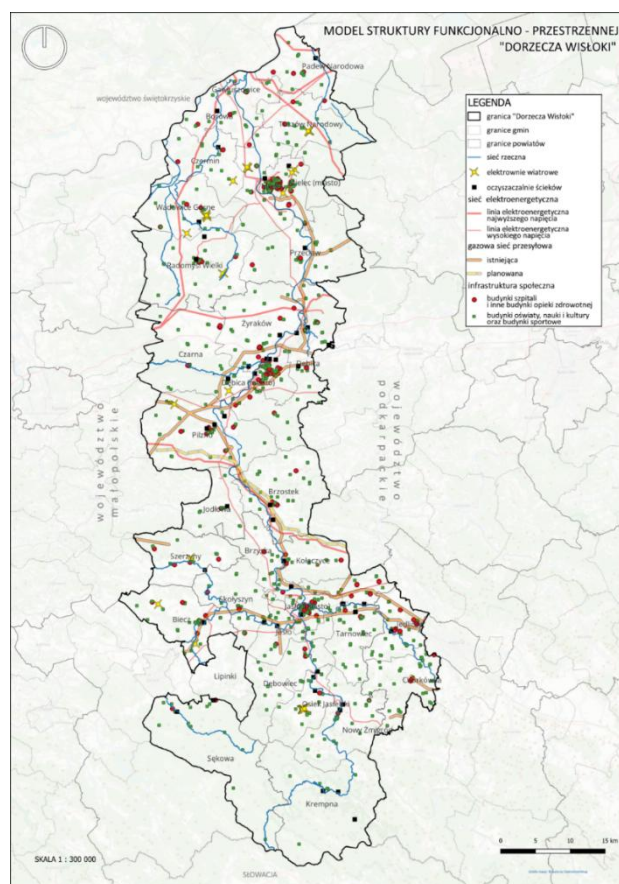 MODEL STRUKTURY FUNKCJONALNO - PRZESTRZENNEJ
"DORZECZA WISŁOKI"
LEGENDA
granica "Dorzecza Wisłoki"
granice gmin
granice powiatów
sieć rzeczna
elektrownie wiatrowe
oczyszczalnie ścieków
sieć elektroenergetyczna
linia elektroenergetyczna
najwyższego napięcia
linia elektroenergetyczna
wysokiego napięcia
gazowa sieć przesyłowa
istniejąca
planowana
infrastruktura społeczna
budynki szpitali
i inne budynki opieki zdrowotnej
budynki oświaty, nauki i kultury
oraz budynki sportowe
województwo świętokrzyskie
Padew Narodowa
Borowa
Tuszów Narodowy
Czermin
Mielec (miasto)
Wadowice Górne
Przecław
Radomyśl Wielki
Żyraków
Czarna
Dębica (miasto)
województwo
małopolskie
województwo
podkarpackie
Pilzno
Brzostek
Jodłowa
Brzyska
Kołaczyce
Szerzyny
Skołyszyn
Biecz
Tarnowiec
Lipinki
Dębowiec
Osiek Jasielski
Nowy Żmigród
Sękowa
Krempna
SKALA 1 : 300 000
SŁOWACJA
0 5 10 15 km